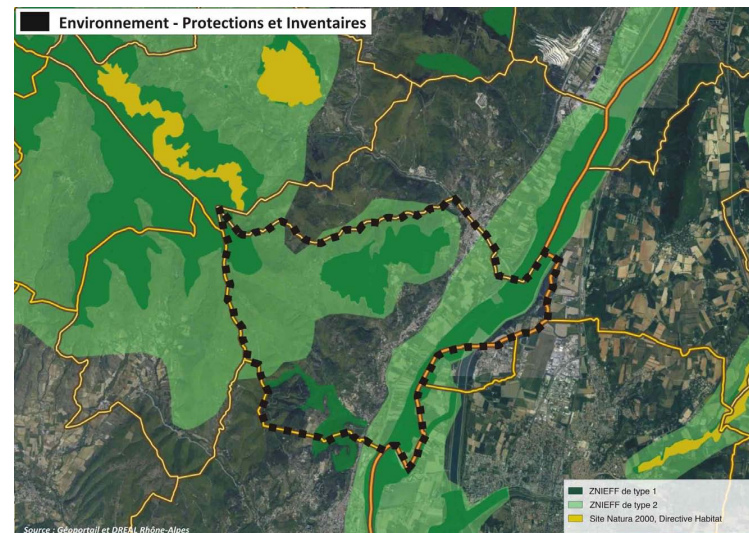 Environnement - Protections et Inventaires
ZNIEFF de type 1
ZNIEFF de type 2
Site Natura 2000, Directive Habitat
Source : Géoportail et DREAL Rhône-Alpes